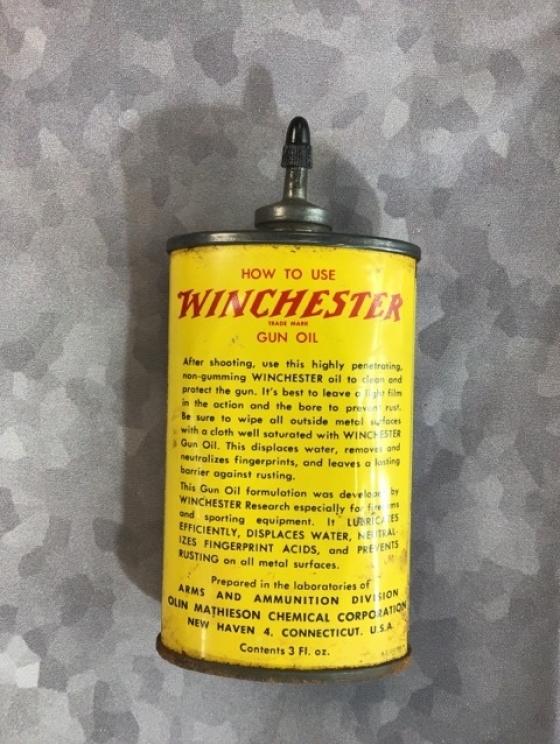 HOW TO USE
WINCHESTER
TRADE MARK
GUN OIL
After shooting, use this highly penetrating,
non-gumming WINCHESTER oil to clean and
protect the gun. It's best to leave a light film
in the action and the bore to prevent rust.
Be sure to wipe all outside metal surfaces
with a cloth well saturated with WINCHESTER
Gun Oil. This displaces water, removes and
neutralizes fingerprints, and leaves a lasting
barrier against rusting.
This Gun Oil formulation was developed by
WINCHESTER Research especially for firearms
and sporting equipment. It LUBRICATES
EFFICIENTLY, DISPLACES WATER, NEUTRAL-
IZES FINGERPRINT ACIDS, and PREVENTS
RUSTING on all metal surfaces.
Prepared in the laboratories of
ARMS AND AMMUNITION DIVISION
OLIN MATHIESON CHEMICAL CORPORATION
NEW HAVEN 4, CONNECTICUT, U.S.A.
Contents 3 Fl. oz.